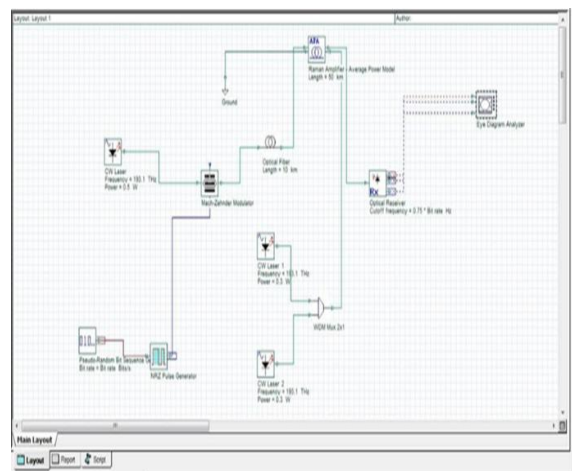 Layout: Layout 1
Author:
AFA
Raman Amplifier - Average Power Model
Length = 50 km
Ground
Eye Diagram Analyzer
CW Laser
Frequency = 193.1 THz
Power = 0.5 W
Optical Fiber
Length = 10 km
Mach-Zehnder Modulator
Rx
Optical Receiver
Cutoff frequency = 0.75 * Bit rate Hz
CW Laser 1
Frequency = 193.1 THz
Power = 0.3 W
WDM Mux 2x1
010...
Pseudo-Random Bit Sequence Ge
Bit rate = Bit rate Bits/s
NRZ Pulse Generator
CW Laser 2
Frequency = 193.1 THz
Power = 0.3 W
Main Layout
Layout
Report
Script